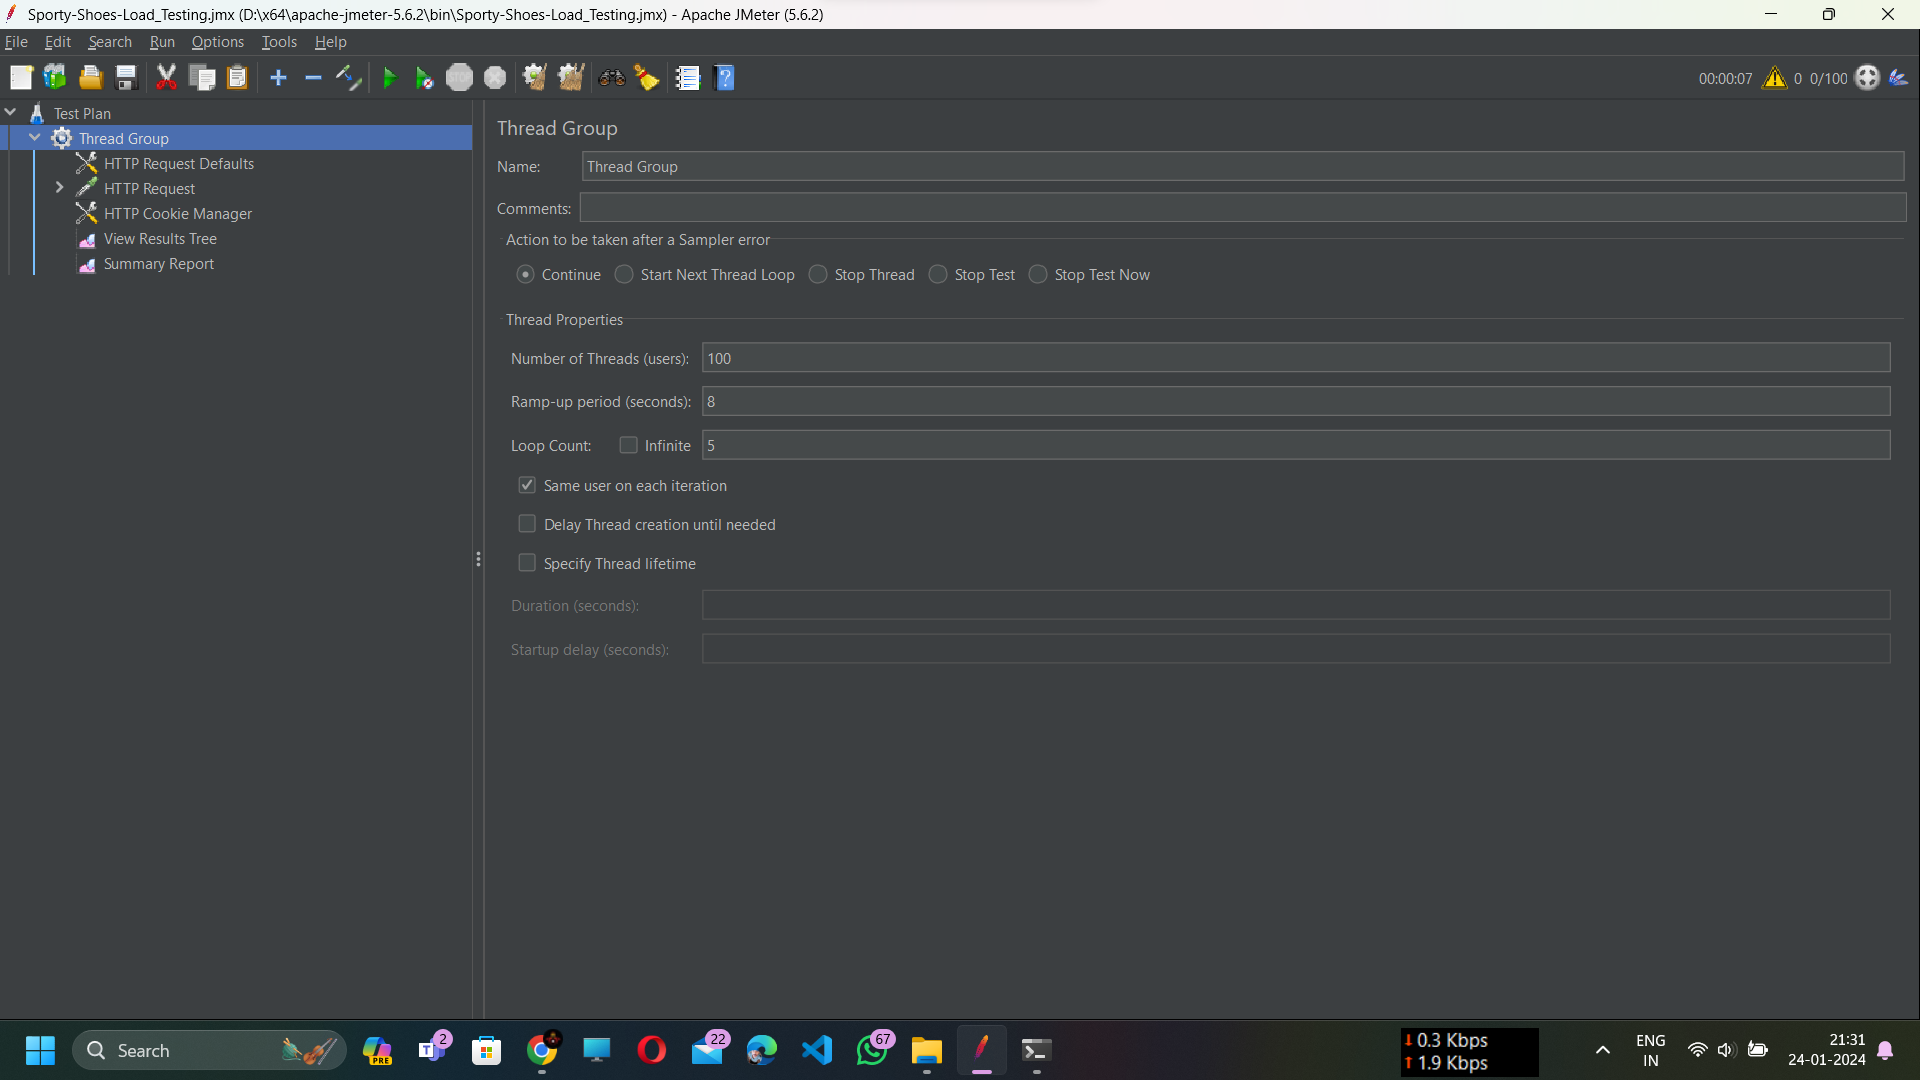 Sporty-Shoes-Load_Testing.jmx (D:\x64\apache-jmeter-5.6.2\bin\Sporty-Shoes-Load_Testing.jmx) - Apache JMeter (5.6.2)
File Edit Search Run Options Tools Help
STOP
00:00:07 0 0/100
Test Plan
Thread Group
HTTP Request Defaults
HTTP Request
HTTP Cookie Manager
View Results Tree
Summary Report
Thread Group
Name: Thread Group
Comments:
Action to be taken after a Sampler error
Continue Start Next Thread Loop Stop Thread Stop Test Stop Test Now
Thread Properties
Number of Threads (users): 100
Ramp-up period (seconds): 8
Loop Count: Infinite 5
Same user on each iteration
Delay Thread creation until needed
Specify Thread lifetime
Duration (seconds):
Startup delay (seconds):
Search
PRE
2
22
67
0.3 Kbps
1.9 Kbps
ENG
IN
21:31
24-01-2024